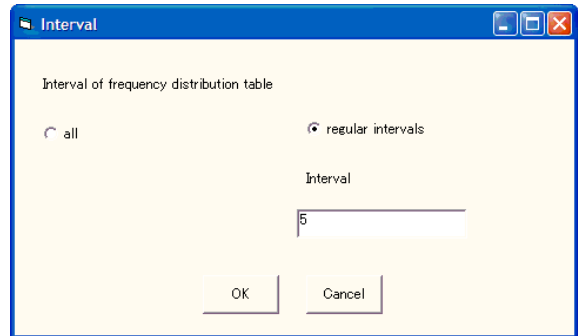 Interval
Interval of frequency distribution table
all
regular intervals
Interval
5
OK
Cancel